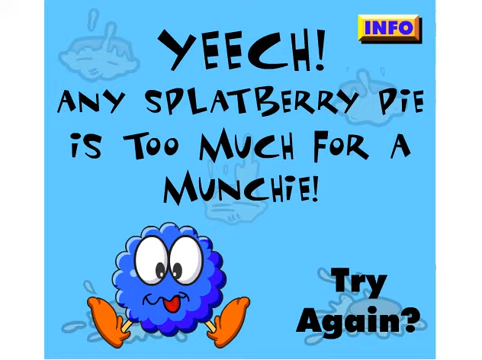 INFO
YEECH!
ANY SPLATBERRY PIE
iS TOO MUCH FOR A
MUNCHiE!
Try
Again?